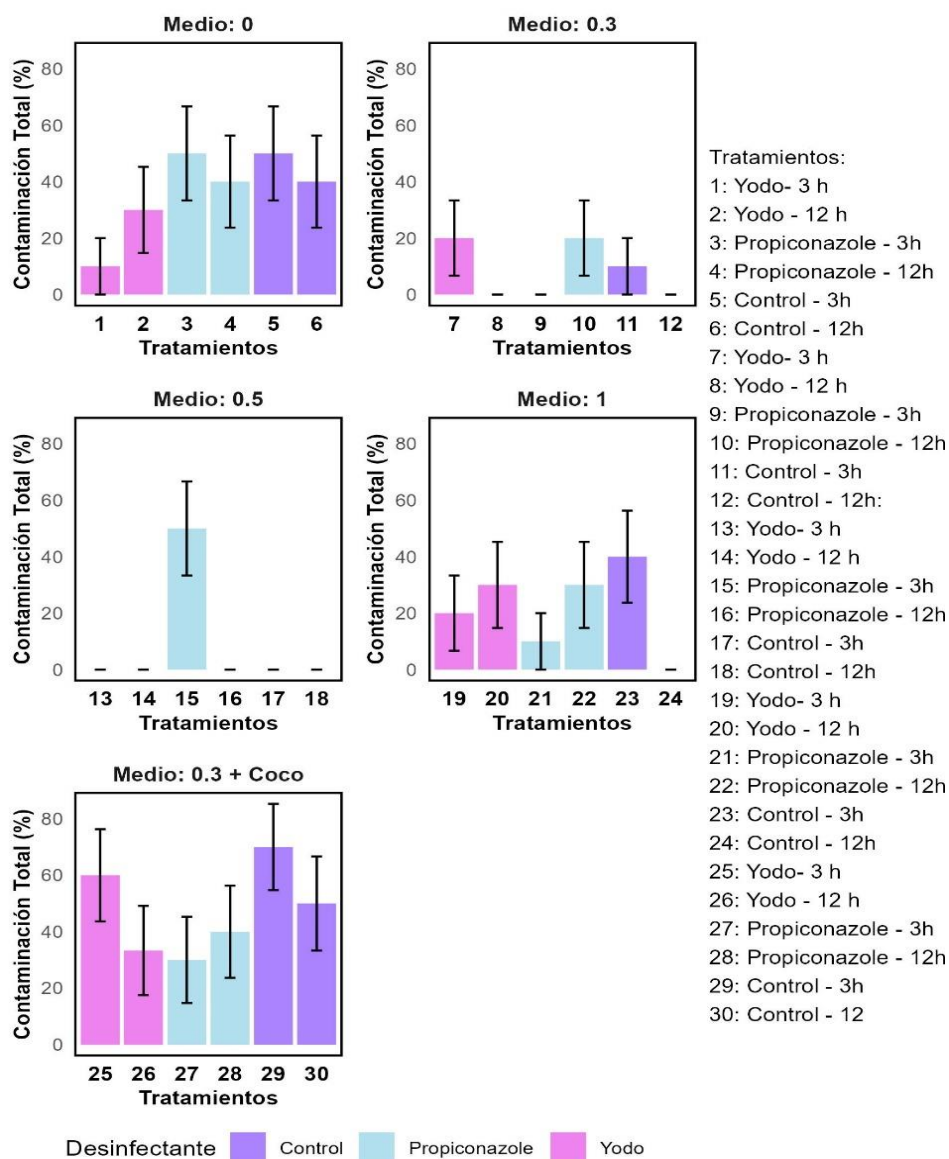 Medio: 0
Contaminación Total (%)
80
60
40
20
0
1 2 3 4 5 6
Tratamientos
Medio: 0.3
Contaminación Total (%)
80
60
40
20
0
7 8 9 10 11 12
Tratamientos
Medio: 0.5
Contaminación Total (%)
80
60
40
20
0
13 14 15 16 17 18
Tratamientos
Medio: 1
Contaminación Total (%)
80
60
40
20
0
19 20 21 22 23 24
Tratamientos
Medio: 0.3 + Coco
Contaminación Total (%)
80
60
40
20
0
25 26 27 28 29 30
Tratamientos
Tratamientos:
1: Yodo- 3 h
2: Yodo - 12 h
3: Propiconazole - 3h
4: Propiconazole - 12h
5: Control - 3h
6: Control - 12h
7: Yodo- 3 h
8: Yodo - 12 h
9: Propiconazole - 3h
10: Propiconazole - 12h
11: Control - 3h
12: Control - 12h:
13: Yodo- 3 h
14: Yodo - 12 h
15: Propiconazole - 3h
16: Propiconazole - 12h
17: Control - 3h
18: Control - 12h
19: Yodo- 3 h
20: Yodo - 12 h
21: Propiconazole - 3h
22: Propiconazole - 12h
23: Control - 3h
24: Control - 12h
25: Yodo- 3 h
26: Yodo - 12 h
27: Propiconazole - 3h
28: Propiconazole - 12h
29: Control - 3h
30: Control - 12
Desinfectante Control Propiconazole Yodo